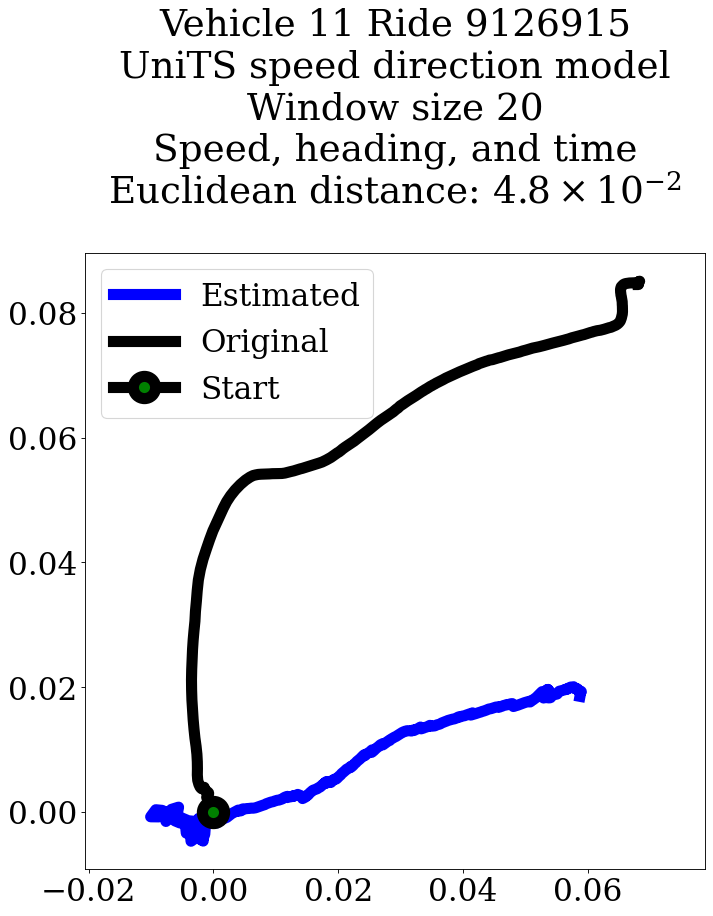 Vehicle 11 Ride 9126915
UniTS speed direction model
Window size 20
Speed, heading, and time
Euclidean distance: 4.8 × 10⁻²
Estimated
Original
Start
0.08
0.06
0.04
0.02
0.00
−0.02 0.00 0.02 0.04 0.06